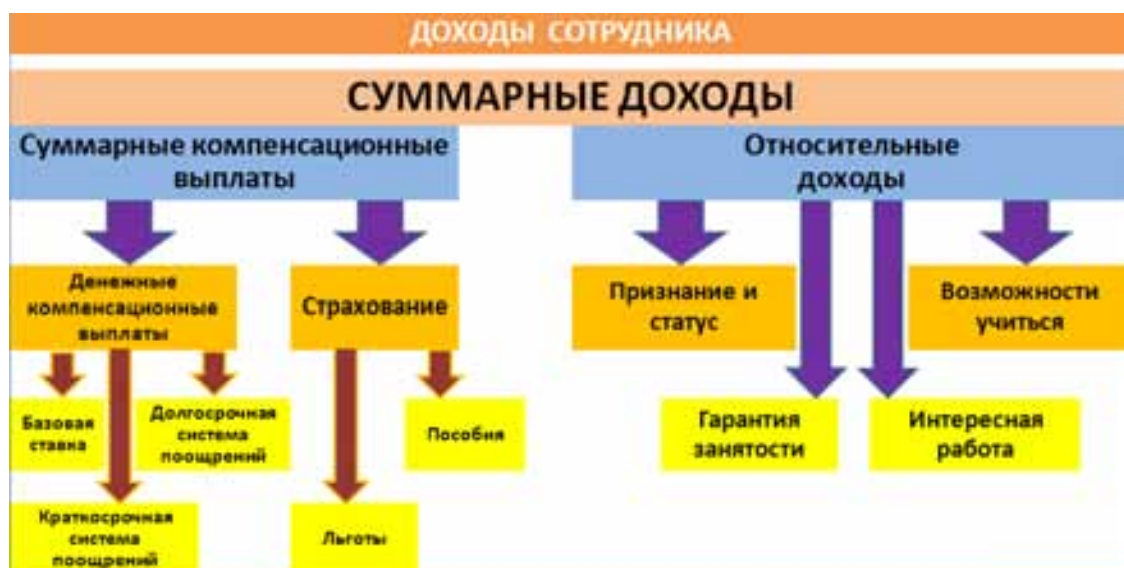 ДОХОДЫ СОТРУДНИКА
СУММАРНЫЕ ДОХОДЫ
Суммарные компенсационные
выплаты
Относительные
доходы
Денежные
компенсационные
выплаты
Страхование
Признание и
статус
Возможности
учиться
Базовая
ставка
Долгосрочная
система
поощрений
Пособия
Гарантия
занятости
Интересная
работа
Краткосрочная
система
поощрений
Льготы